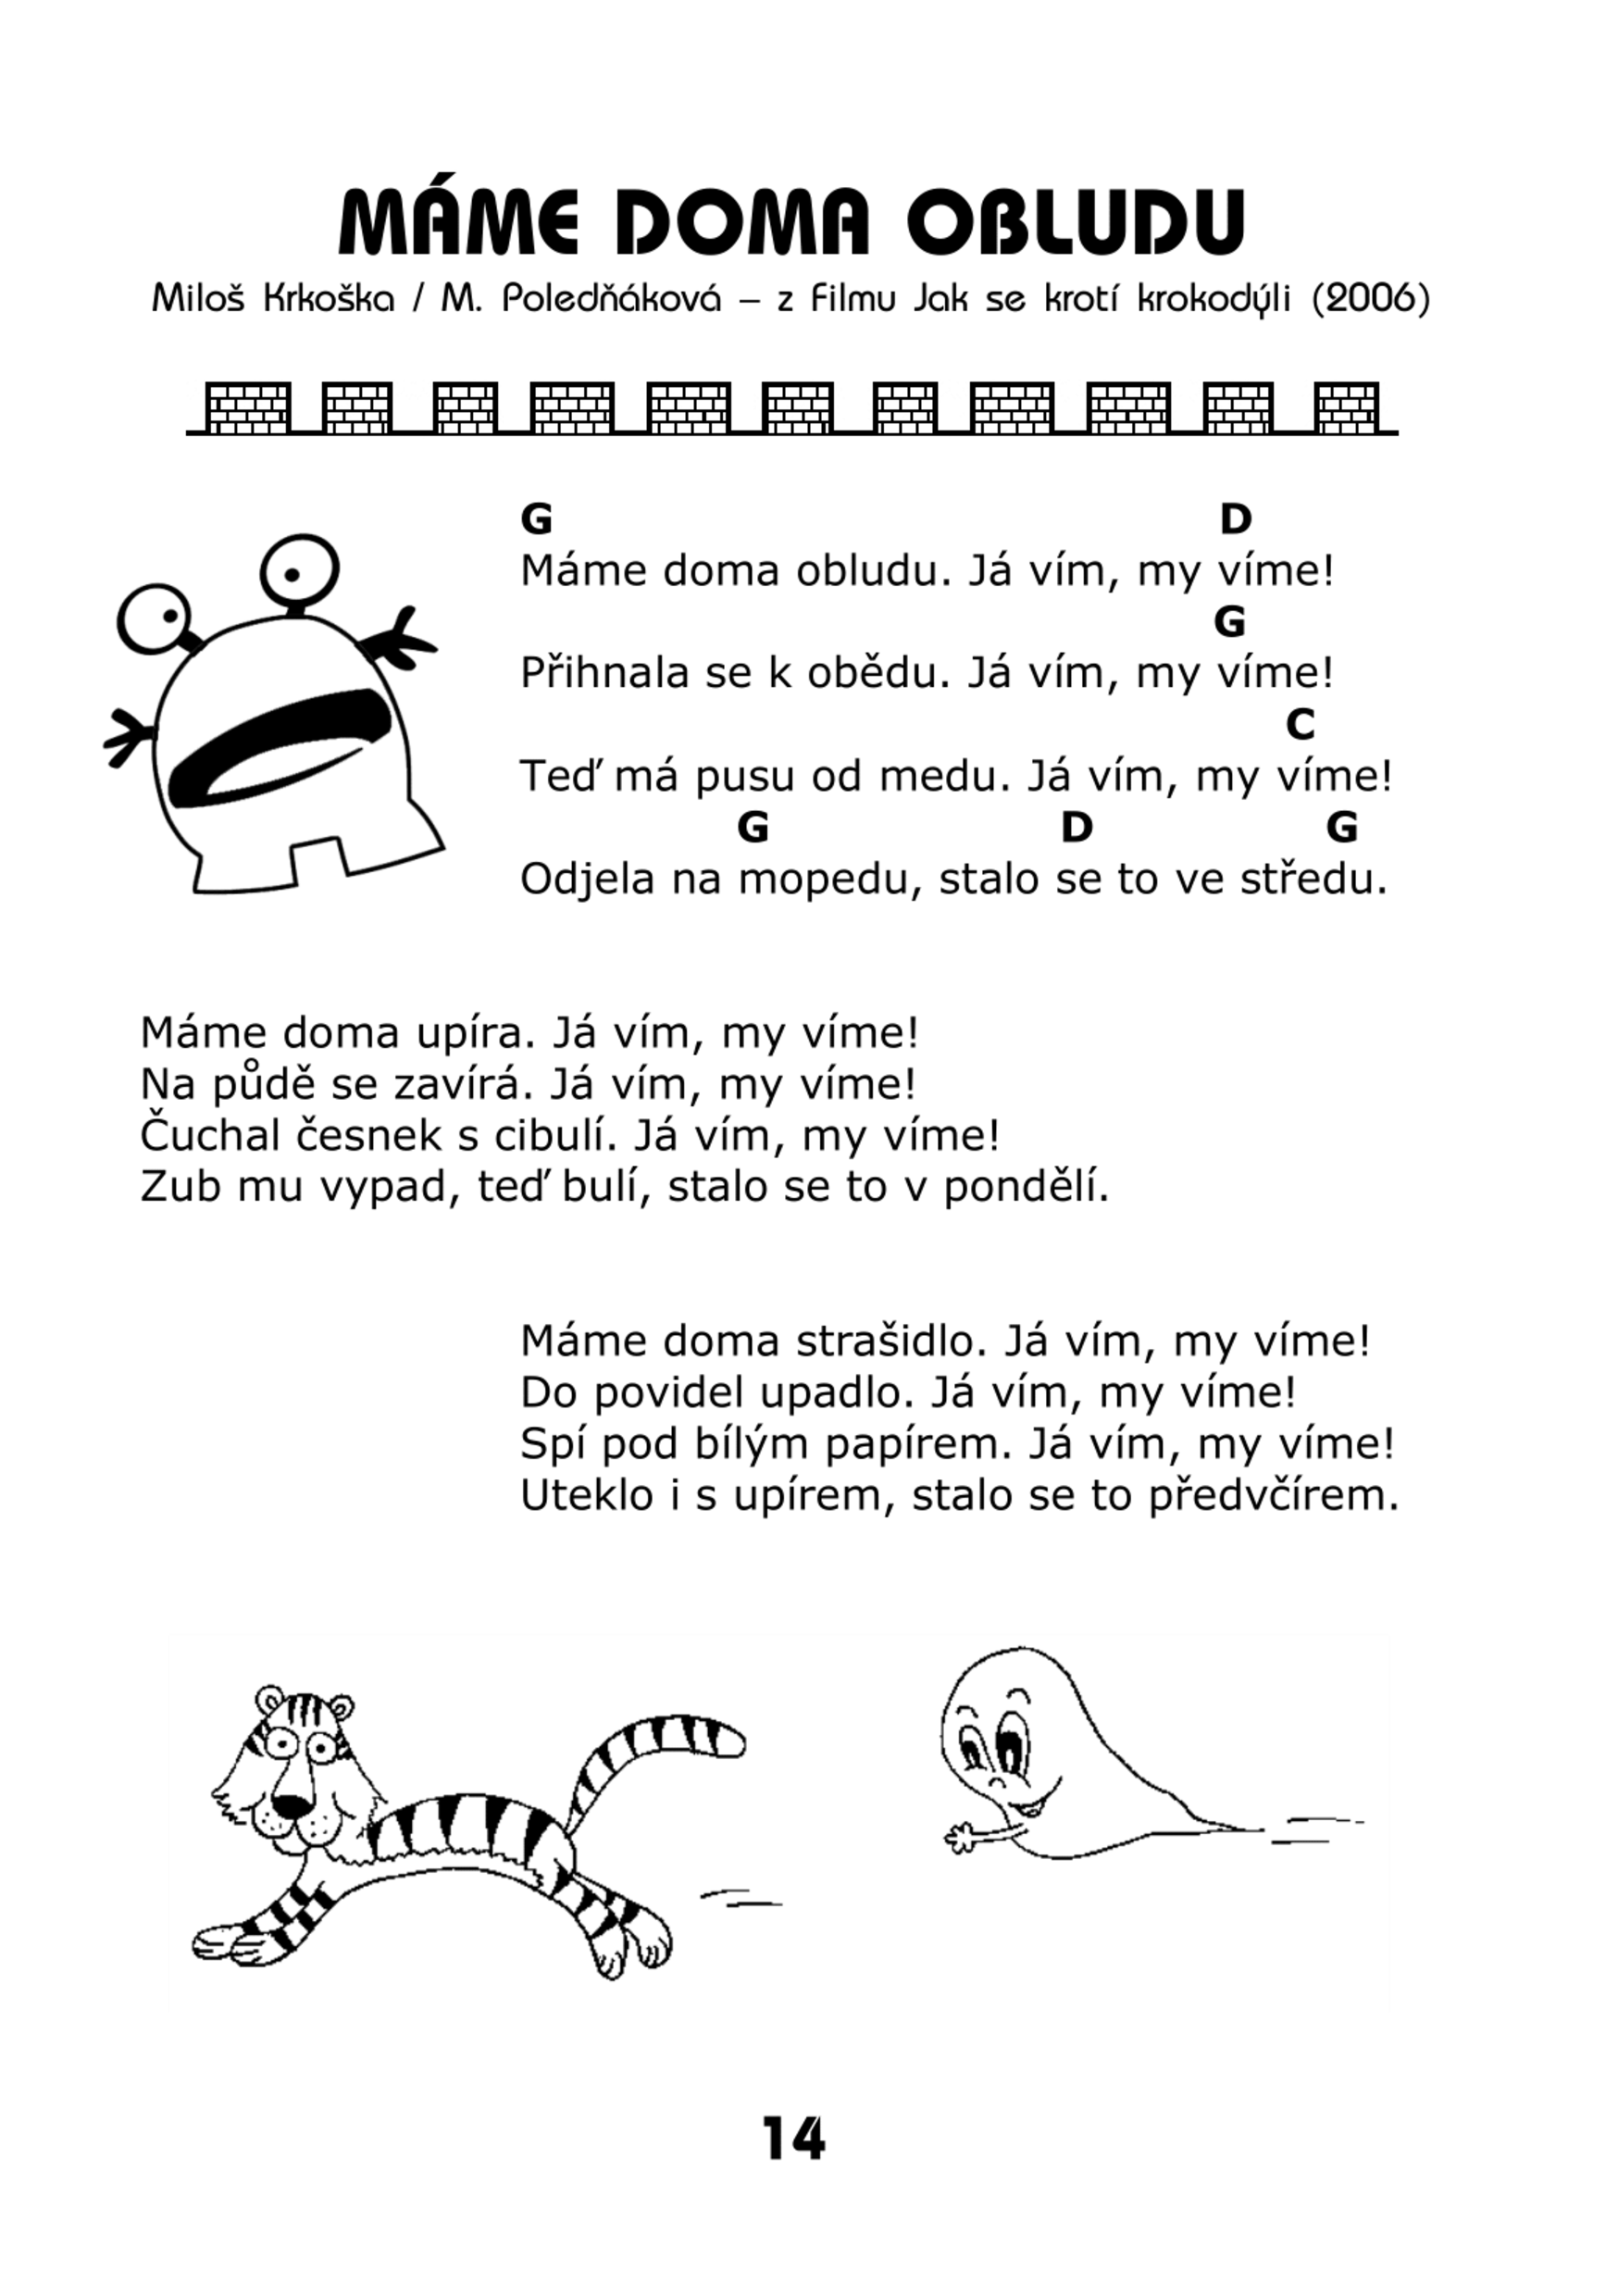 MÁME DOMA OBLUDU
Miloš Krkoška / M. Poledňáková – z filmu Jak se krotí krokodýli (2006)
G D
Máme doma obludu. Já vím, my víme!
G
Přihnala se k obědu. Já vím, my víme!
C
Teď má pusu od medu. Já vím, my víme!
G D G
Odjela na mopedu, stalo se to ve středu.
Máme doma upíra. Já vím, my víme!
Na půdě se zavírá. Já vím, my víme!
Čuchal česnek s cibulí. Já vím, my víme!
Zub mu vypad, teď bulí, stalo se to v pondělí.
Máme doma strašidlo. Já vím, my víme!
Do povidel upadlo. Já vím, my víme!
Spí pod bílým papírem. Já vím, my víme!
Uteklo i s upírem, stalo se to předvčírem.
14